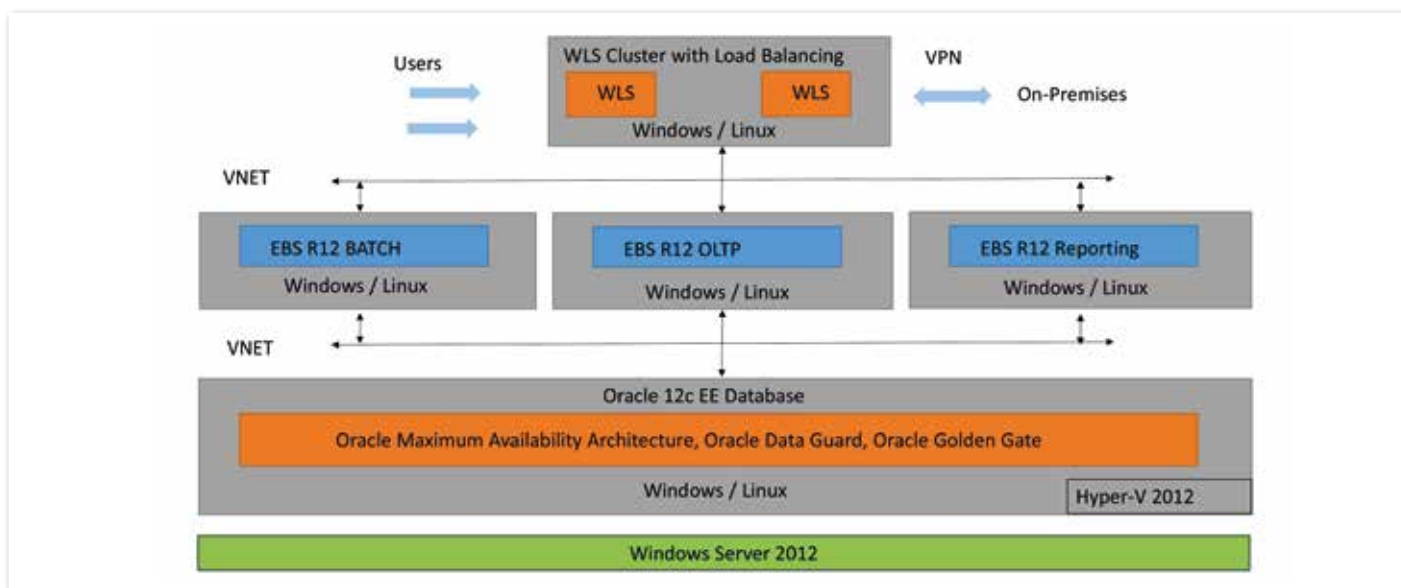 WLS Cluster with Load Balancing
Users
VPN
WLS
WLS
On-Premises
Windows / Linux
VNET
EBS R12 BATCH
EBS R12 OLTP
EBS R12 Reporting
Windows / Linux
Windows / Linux
Windows / Linux
VNET
Oracle 12c EE Database
Oracle Maximum Availability Architecture, Oracle Data Guard, Oracle Golden Gate
Windows / Linux
Hyper-V 2012
Windows Server 2012